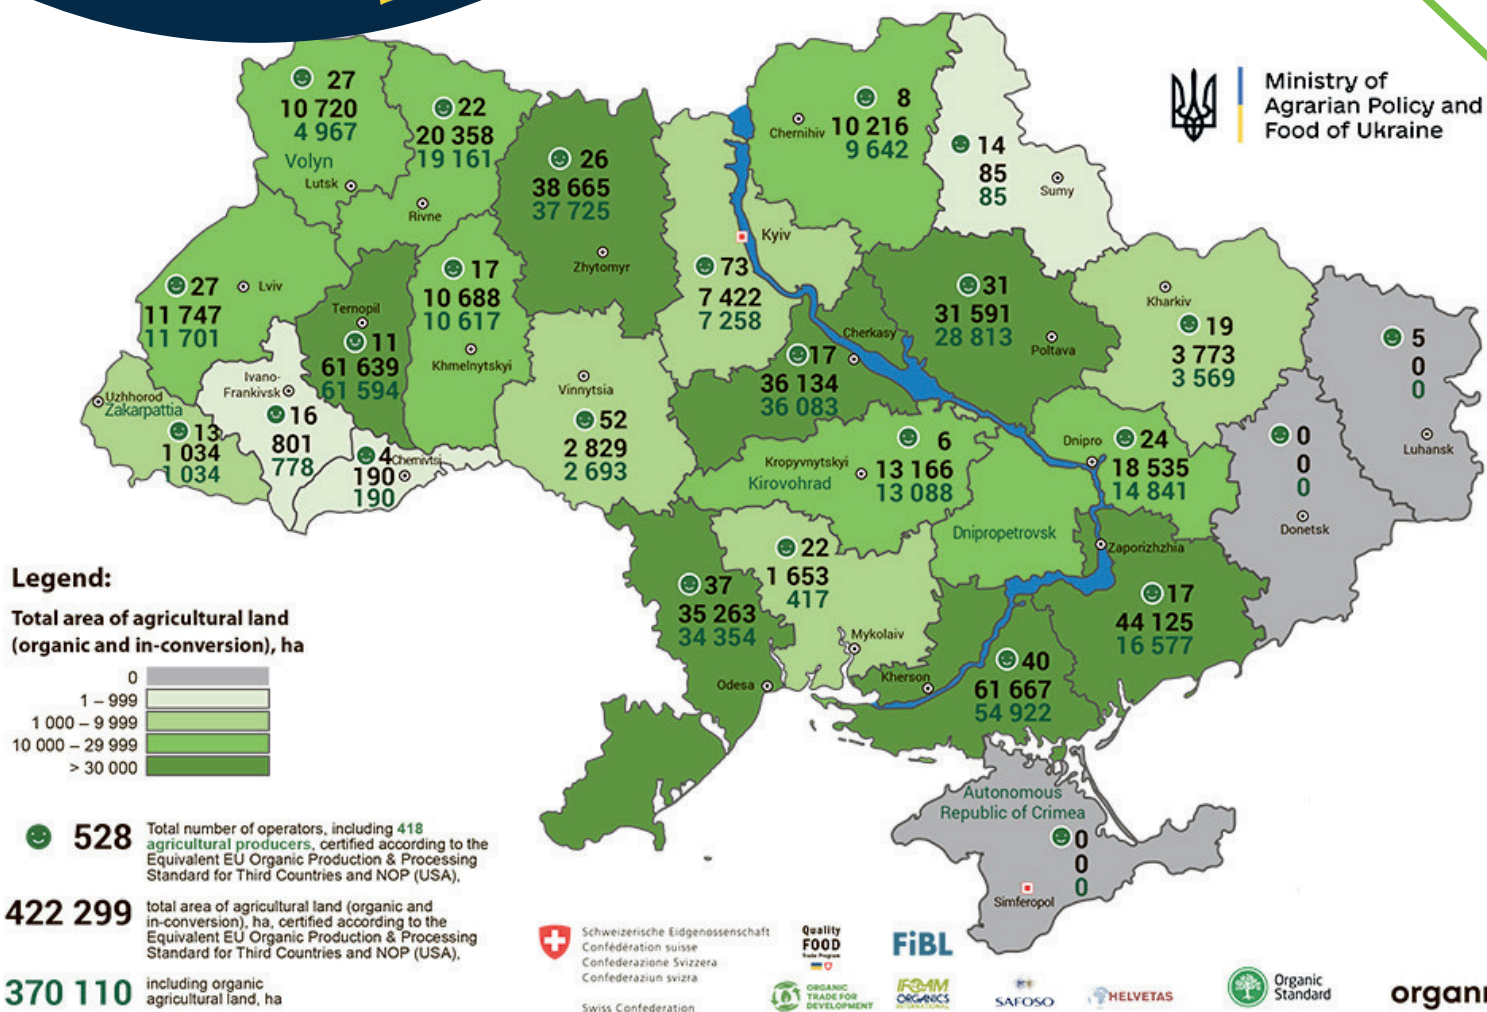 Ministry of
Agrarian Policy and
Food of Ukraine
27
10 720
4 967
Volyn
Lutsk
22
20 358
19 161
Rivne
26
38 665
37 725
Zhytomyr
Kyiv
73
7 422
7 258
Chernihiv
8
10 216
9 642
14
85
85
Sumy
27
Lviv
11 747
11 701
Ternopil
11
61 639
61 594
17
10 688
10 617
Khmelnytskyi
Vinnytsia
52
2 829
2 693
Cherkasy
17
36 134
36 083
31
31 591
28 813
Poltava
Kharkiv
19
3 773
3 569
5
0
0
Luhansk
Uzhhorod
Zakarpattia
13
1 034
1 034
Ivano-
Frankivsk
16
801
778
4
Chernivtsi
190
190
6
Kropyvnytskyi
13 166
Kirovohrad
13 088
Dnipro
24
18 535
14 841
Dnipropetrovsk
0
0
0
Donetsk
37
35 263
34 354
Odesa
22
1 653
417
Mykolaiv
Zaporizhzhia
17
44 125
16 577
Kherson
40
61 667
54 922
Autonomous
Republic of Crimea
0
0
0
Simferopol
Legend:
Total area of agricultural land
(organic and in-conversion), ha
0
1 – 999
1 000 – 9 999
10 000 – 29 999
> 30 000
528
Total number of operators, including 418
agricultural producers, certified according to the
Equivalent EU Organic Production & Processing
Standard for Third Countries and NOP (USA),
422 299
total area of agricultural land (organic and
in-conversion), ha, certified according to the
Equivalent EU Organic Production & Processing
Standard for Third Countries and NOP (USA),
370 110
including organic
agricultural land, ha
Schweizerische Eidgenossenschaft
Confédération suisse
Confederazione Svizzera
Confederaziun svizra
Swiss Confederation
Quality
FOOD
Trade Program
FiBL
ORGANIC
TRADE FOR
DEVELOPMENT
IFOAM
ORGANICS
INTERNATIONAL
SAFOSO
HELVETAS
Organic
Standard
organ